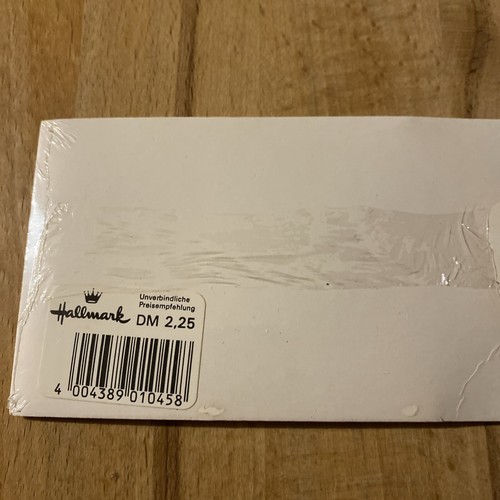 Unverbindliche
Preisempfehlung
Hallmark DM 2,25
4 004389 010458